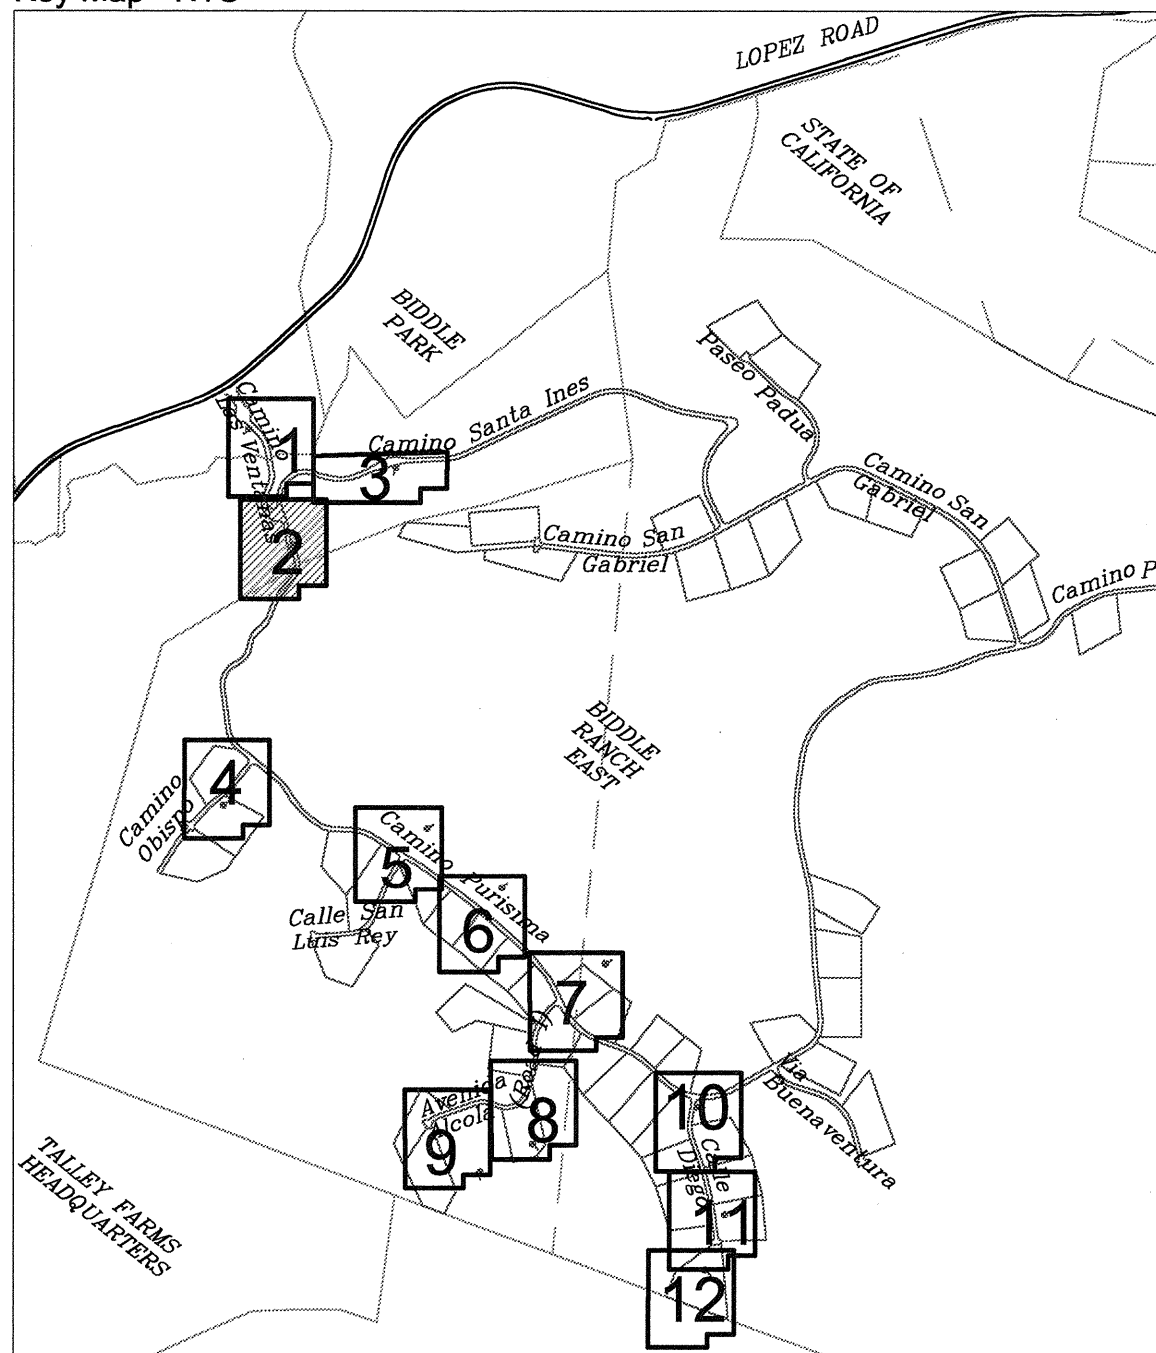 Key Map - NTS
LOPEZ ROAD
STATE OF
CALIFORNIA
BIDDLE
PARK
Paseo Padua
Camino
Las Ventanas
1
Camino Santa Ines
3
2
Camino San
Gabriel
Camino San
Gabriel
Camino P
BIDDLE
RANCH
EAST
4
Camino
Obispo
5
Camino Purisima
Calle San
Luis Rey
6
7
10
Via
Buenaventura
Avenida
Alcola
8
9
Calle
Diego
11
12
TALLEY FARMS
HEADQUARTERS